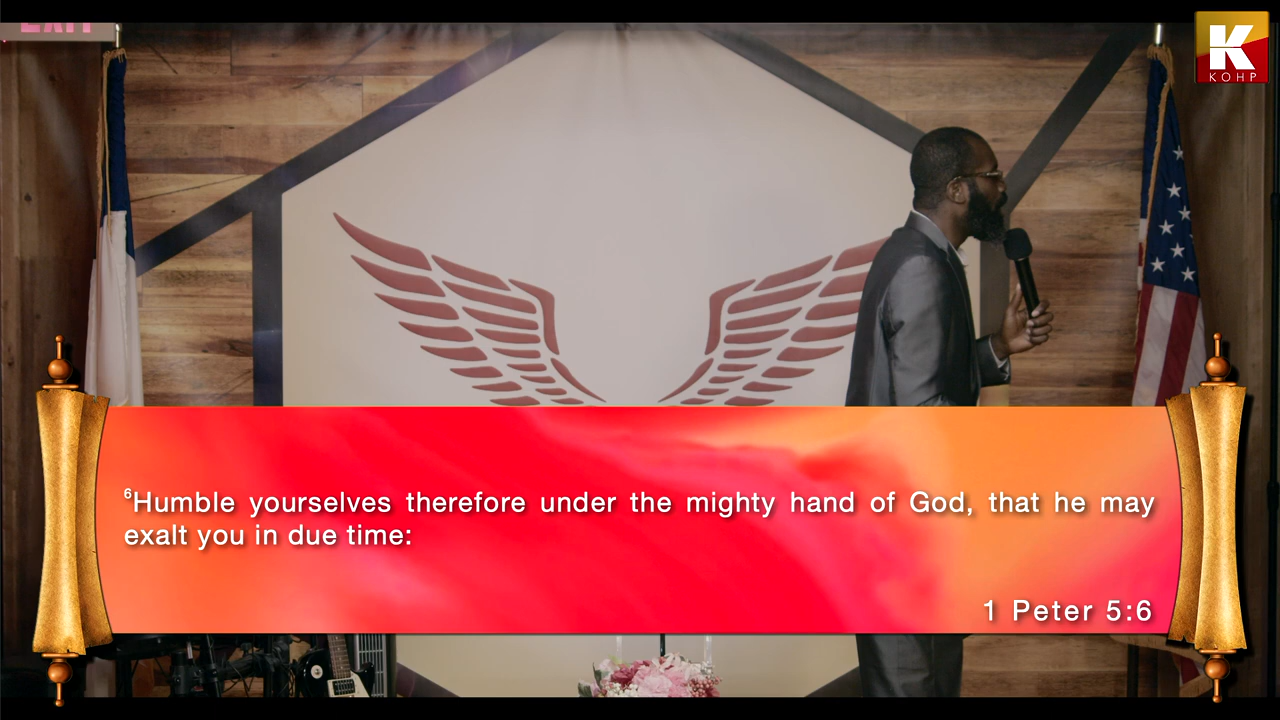 EXIT
K
KOHP
⁶Humble yourselves therefore under the mighty hand of God, that he may
exalt you in due time:
1 Peter 5:6